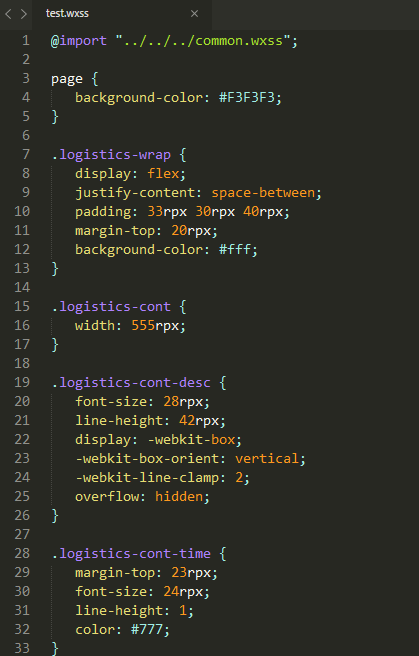 test.wxss
1 @import "../../../common.wxss";
2
3 page {
4 background-color: #F3F3F3;
5 }
6
7 .logistics-wrap {
8 display: flex;
9 justify-content: space-between;
10 padding: 33rpx 30rpx 40rpx;
11 margin-top: 20rpx;
12 background-color: #fff;
13 }
14
15 .logistics-cont {
16 width: 555rpx;
17 }
18
19 .logistics-cont-desc {
20 font-size: 28rpx;
21 line-height: 42rpx;
22 display: -webkit-box;
23 -webkit-box-orient: vertical;
24 -webkit-line-clamp: 2;
25 overflow: hidden;
26 }
27
28 .logistics-cont-time {
29 margin-top: 23rpx;
30 font-size: 24rpx;
31 line-height: 1;
32 color: #777;
33 }